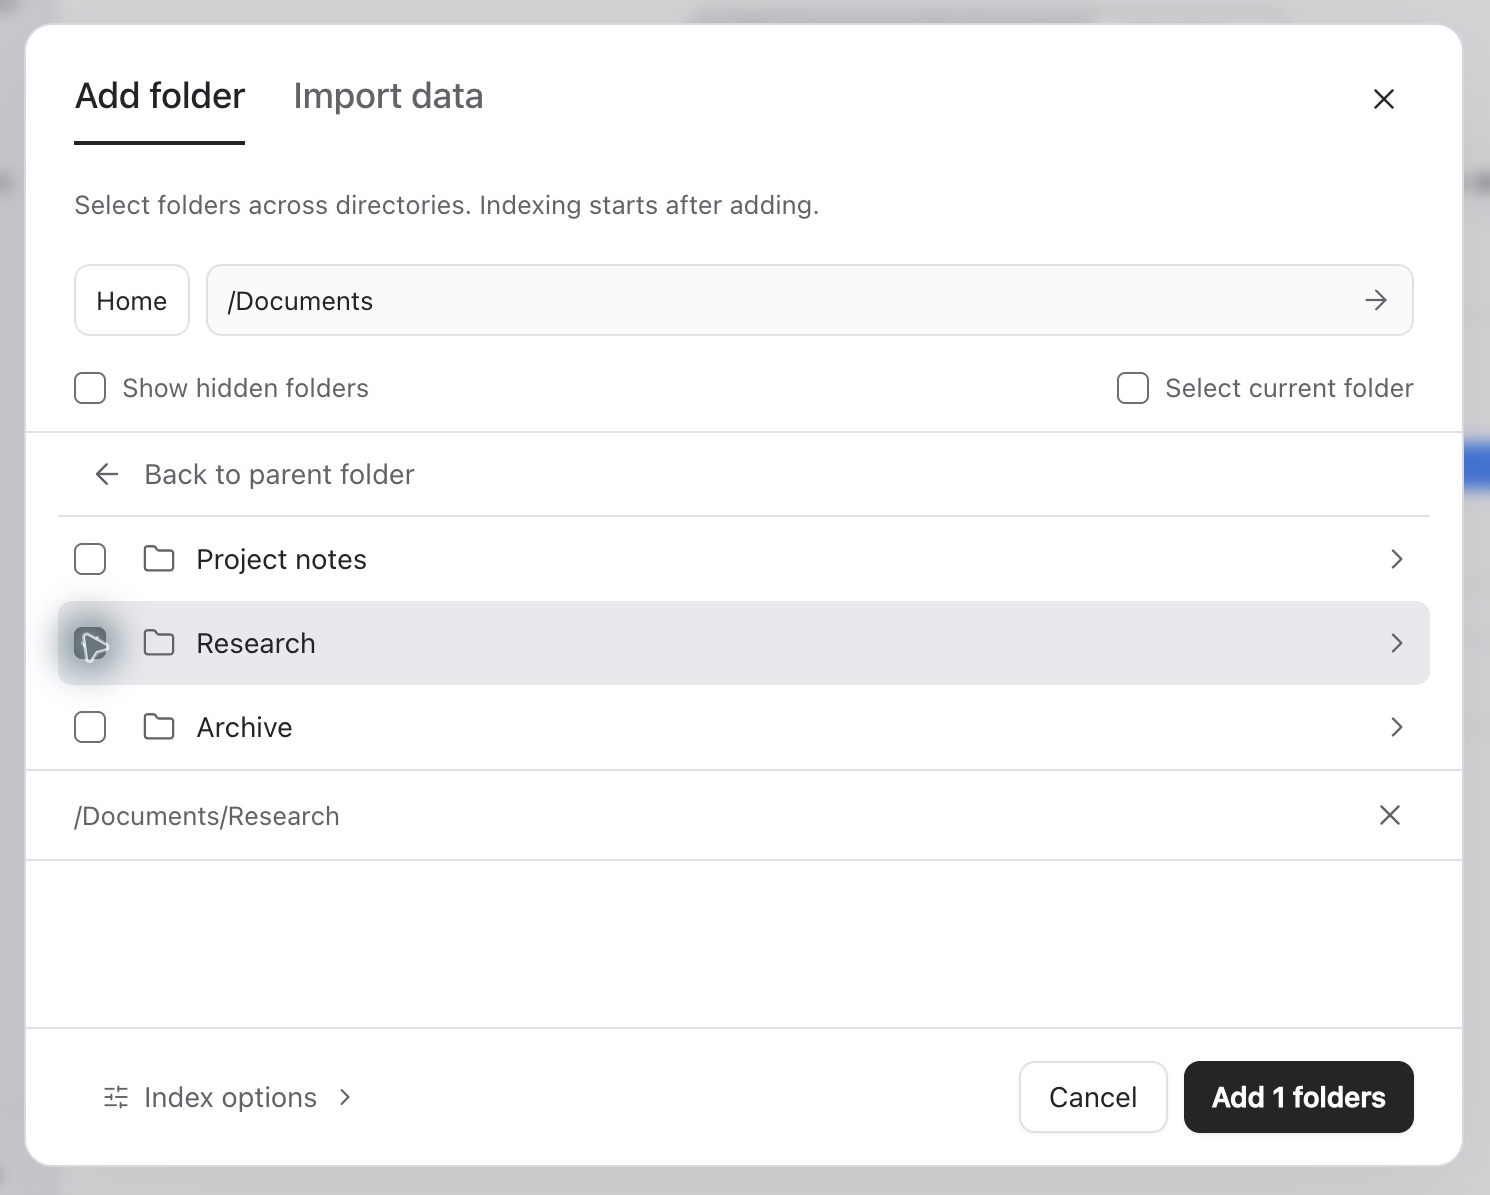 Add folder Import data
Select folders across directories. Indexing starts after adding.
Home /Documents
Show hidden folders Select current folder
Back to parent folder
Project notes
Research
Archive
/Documents/Research
Index options Cancel Add 1 folders